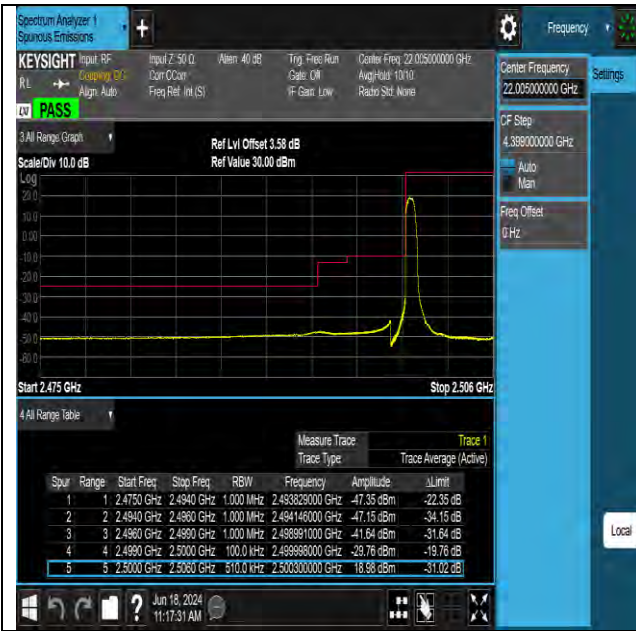 Spectrum Analyzer 1
Spurious Emissions
+
Frequency
KEYSIGHT Input: RF Input Z: 50 Ω Atten: 40 dB Trig: Free Run Center Freq: 22.005000000 GHz
RL Coupling: DC Corr CCorr Gate: Off Avg|Hold: 10/10
Align: Auto Freq Ref: Int (S) IF Gain: Low Radio Std: None
PASS
Center Frequency
22.005000000 GHz
Settings
CF Step
4.399000000 GHz
Auto
Man
Freq Offset
0 Hz
3 All Range Graph
Ref Lvl Offset 3.58 dB
Scale/Div 10.0 dB Ref Value 30.00 dBm
Log
20.0
10.0
0.00
-10.0
-20.0
-30.0
-40.0
-50.0
-60.0
Start 2.475 GHz Stop 2.506 GHz
4 All Range Table
Measure Trace Trace 1
Trace Type Trace Average (Active)
Spur Range Start Freq Stop Freq RBW Frequency Amplitude ΔLimit
1 1 2.4750 GHz 2.4940 GHz 1.000 MHz 2.493829000 GHz -47.35 dBm -22.35 dB
2 2 2.4940 GHz 2.4960 GHz 1.000 MHz 2.494146000 GHz -47.15 dBm -34.15 dB
3 3 2.4960 GHz 2.4990 GHz 1.000 MHz 2.498991000 GHz -41.64 dBm -31.64 dB
4 4 2.4990 GHz 2.5000 GHz 100.0 kHz 2.499998000 GHz -29.76 dBm -19.76 dB
5 5 2.5000 GHz 2.5060 GHz 510.0 kHz 2.500300000 GHz 18.98 dBm -31.02 dB
Local
? Jun 18, 2024
11:17:31 AM